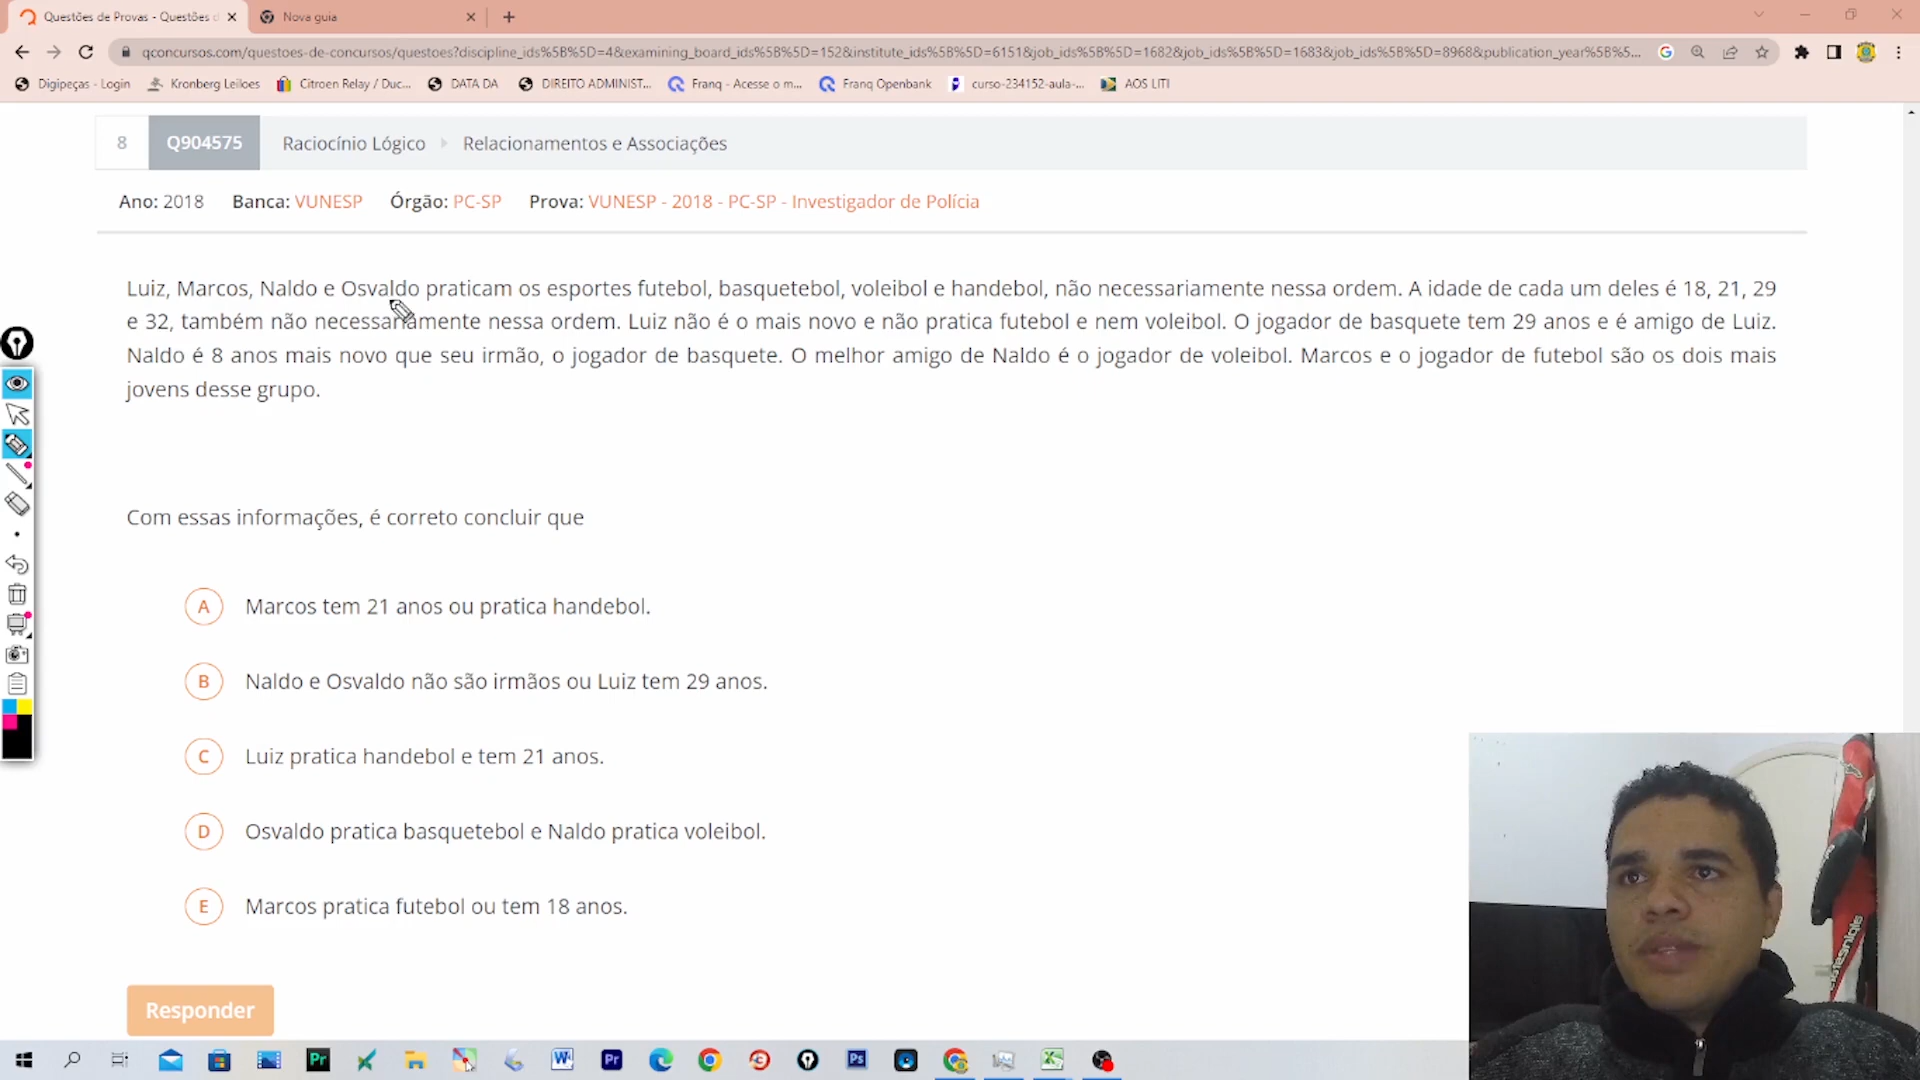 Questões de Provas - Questões d
Nova guia
qconcursos.com/questoes-de-concursos/questoes?discipline_ids%5B%5D=4&examining_board_ids%5B%5D=152&institute_ids%5B%5D=6151&job_ids%5B%5D=1682&job_ids%5B%5D=1683&job_ids%5B%5D=8968&publication_year%5B%5...
Digipeças - Login
Kronberg Leiloes
Citroen Relay / Duc...
DATA DA
DIREITO ADMINIST...
Franq - Acesse o m...
Franq Openbank
curso-234152-aula-...
AOS LITI
8 Q904575 Raciocínio Lógico Relacionamentos e Associações
Ano: 2018 Banca: VUNESP Órgão: PC-SP Prova: VUNESP - 2018 - PC-SP - Investigador de Polícia
Luiz, Marcos, Naldo e Osvaldo praticam os esportes futebol, basquetebol, voleibol e handebol, não necessariamente nessa ordem. A idade de cada um deles é 18, 21, 29
e 32, também não necessariamente nessa ordem. Luiz não é o mais novo e não pratica futebol e nem voleibol. O jogador de basquete tem 29 anos e é amigo de Luiz.
Naldo é 8 anos mais novo que seu irmão, o jogador de basquete. O melhor amigo de Naldo é o jogador de voleibol. Marcos e o jogador de futebol são os dois mais
jovens desse grupo.
Com essas informações, é correto concluir que
A Marcos tem 21 anos ou pratica handebol.
B Naldo e Osvaldo não são irmãos ou Luiz tem 29 anos.
C Luiz pratica handebol e tem 21 anos.
D Osvaldo pratica basquetebol e Naldo pratica voleibol.
E Marcos pratica futebol ou tem 18 anos.
Responder